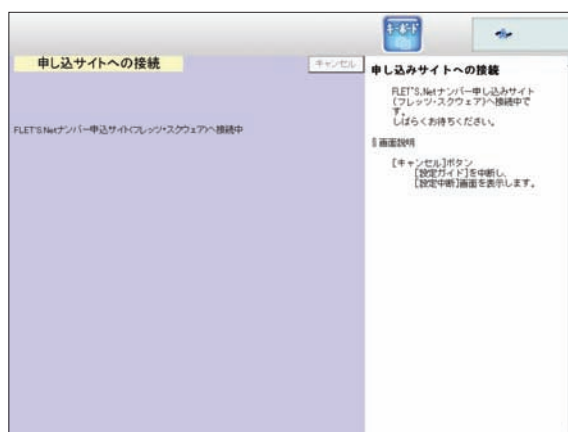 キーボード
申し込サイトへの接続
キャンセル
FLET'S.Netナンバー申込サイト(フレッツ・スクウェア)へ接続中
申し込みサイトへの接続
FLET'S.Netナンバー申し込みサイト
(フレッツ・スクウェア)へ接続中で
す。
しばらくお待ちください。
画面説明
[キャンセル]ボタン
[設定ガイド]を中断し、
[設定中断]画面を表示します。